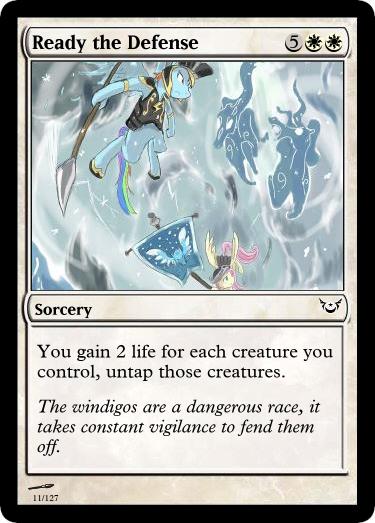 Ready the Defense 5
Sorcery
You gain 2 life for each creature you
control, untap those creatures.
The windigos are a dangerous race, it
takes constant vigilance to fend them
off.
11/127